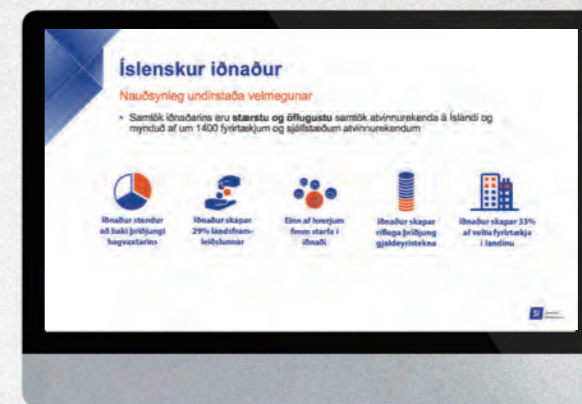 Íslenskur iðnaður
Nauðsynleg undirstaða velmegunar
• Samtök iðnaðarins eru stærstu og öflugustu samtök atvinnurekenda á Íslandi og
mynduð af um 1400 fyrirtækjum og sjálfstæðum atvinnurekendum
Iðnaður stendur
að baki þriðjungi
hagvaxtarins
Iðnaður skapar
29% landsfram-
leiðslunnar
Einn af hverjum
fimm starfa í
iðnaði
Iðnaður skapar
riflega þriðjung
gjaldeyristekna
Iðnaður skapar 33%
af veltu fyrirtækja
í landinu
SI